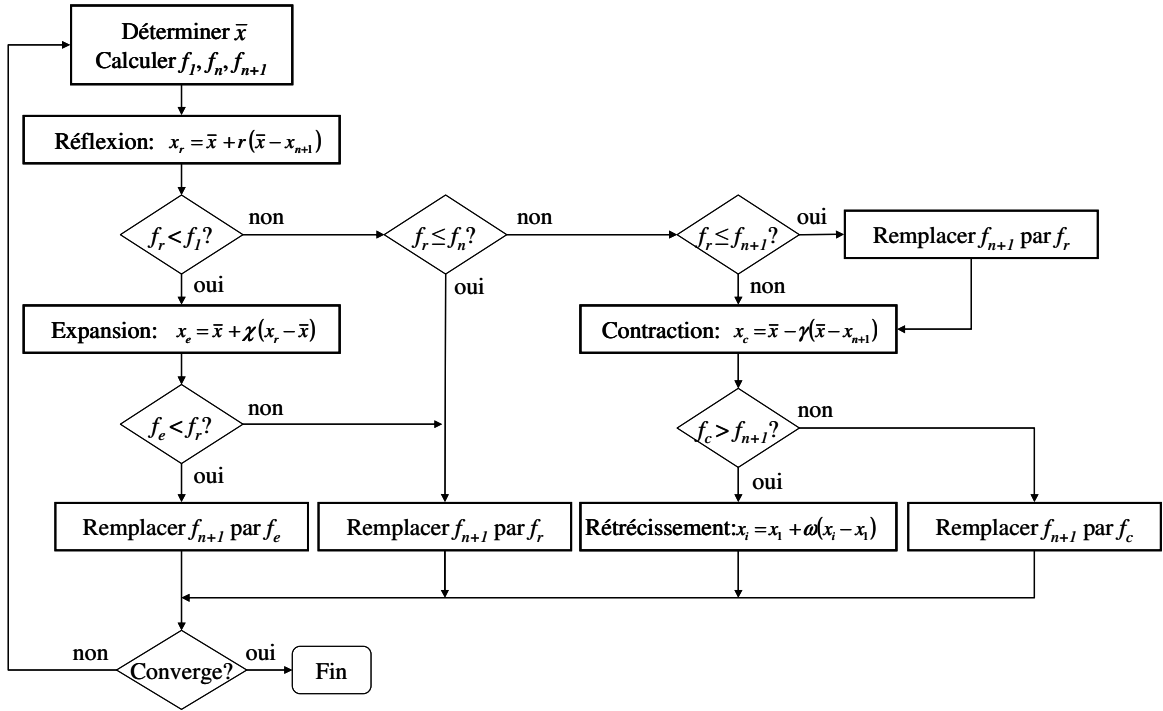 Déterminer x̄
Calculer f₁, fₙ, fₙ₊₁
Réflexion: xᵣ = x̄ + r(x̄ − xₙ₊₁)
fᵣ < f₁?
non
fᵣ ≤ fₙ?
non
fᵣ ≤ fₙ₊₁?
oui
Remplacer fₙ₊₁ par fᵣ
oui
oui
non
Expansion: xₑ = x̄ + χ(xᵣ − x̄)
Contraction: x_c = x̄ − γ(x̄ − xₙ₊₁)
fₑ < fᵣ?
non
f_c > fₙ₊₁?
non
oui
oui
Remplacer fₙ₊₁ par fₑ
Remplacer fₙ₊₁ par fᵣ
Rétrécissement: xᵢ = x₁ + ω(xᵢ − x₁)
Remplacer fₙ₊₁ par f_c
non
Converge?
oui
Fin